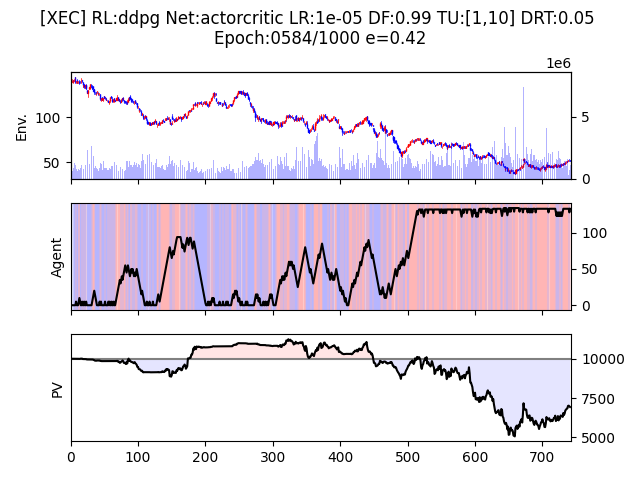 [XEC] RL:ddpg Net:actorcritic LR:1e-05 DF:0.99 TU:[1,10] DRT:0.05
Epoch:0584/1000 e=0.42
1e6
Env.
100
50
5
0
Agent
100
50
0
PV
10000
7500
5000
0 100 200 300 400 500 600 700